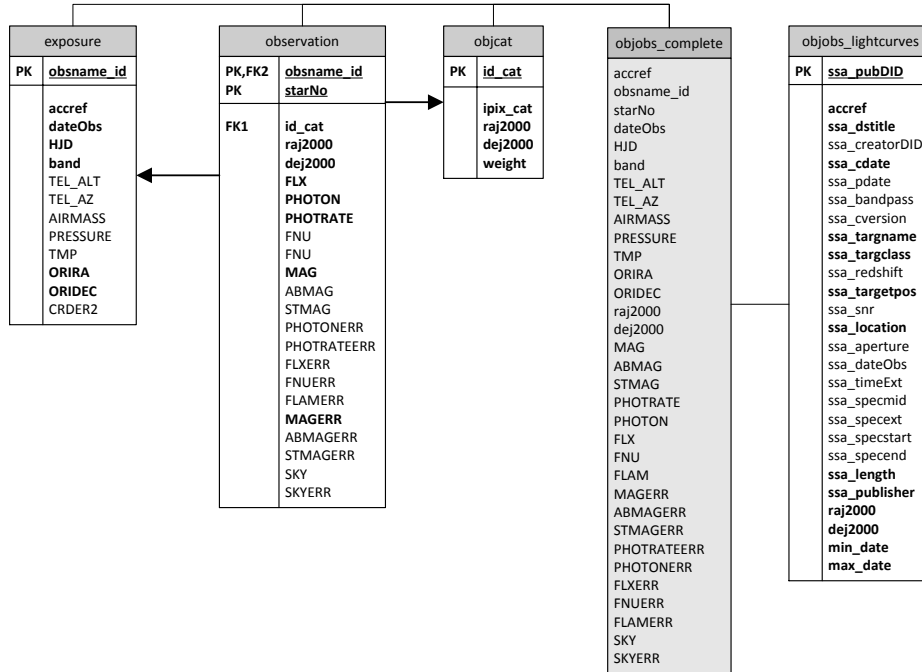 exposure
PK obsname_id
accref
dateObs
HJD
band
TEL_ALT
TEL_AZ
AIRMASS
PRESSURE
TMP
ORIRA
ORIDEC
CRDER2
observation
PK,FK2 obsname_id
PK starNo
FK1 id_cat
raj2000
dej2000
FLX
PHOTON
PHOTRATE
FNU
FNU
MAG
ABMAG
STMAG
PHOTONERR
PHOTRATEERR
FLXERR
FNUERR
FLAMERR
MAGERR
ABMAGERR
STMAGERR
SKY
SKYERR
objcat
PK id_cat
ipix_cat
raj2000
dej2000
weight
objobs_complete
accref
obsname_id
starNo
dateObs
HJD
band
TEL_ALT
TEL_AZ
AIRMASS
PRESSURE
TMP
ORIRA
ORIDEC
raj2000
dej2000
MAG
ABMAG
STMAG
PHOTRATE
PHOTON
FLX
FNU
FLAM
MAGERR
ABMAGERR
STMAGERR
PHOTRATEERR
PHOTONERR
FLXERR
FNUERR
FLAMERR
SKY
SKYERR
objobs_lightcurves
PK ssa_pubDID
accref
ssa_dstitle
ssa_creatorDID
ssa_cdate
ssa_pdate
ssa_bandpass
ssa_cversion
ssa_targname
ssa_targclass
ssa_redshift
ssa_targetpos
ssa_snr
ssa_location
ssa_aperture
ssa_dateObs
ssa_timeExt
ssa_specmid
ssa_specext
ssa_specstart
ssa_specend
ssa_length
ssa_publisher
raj2000
dej2000
min_date
max_date